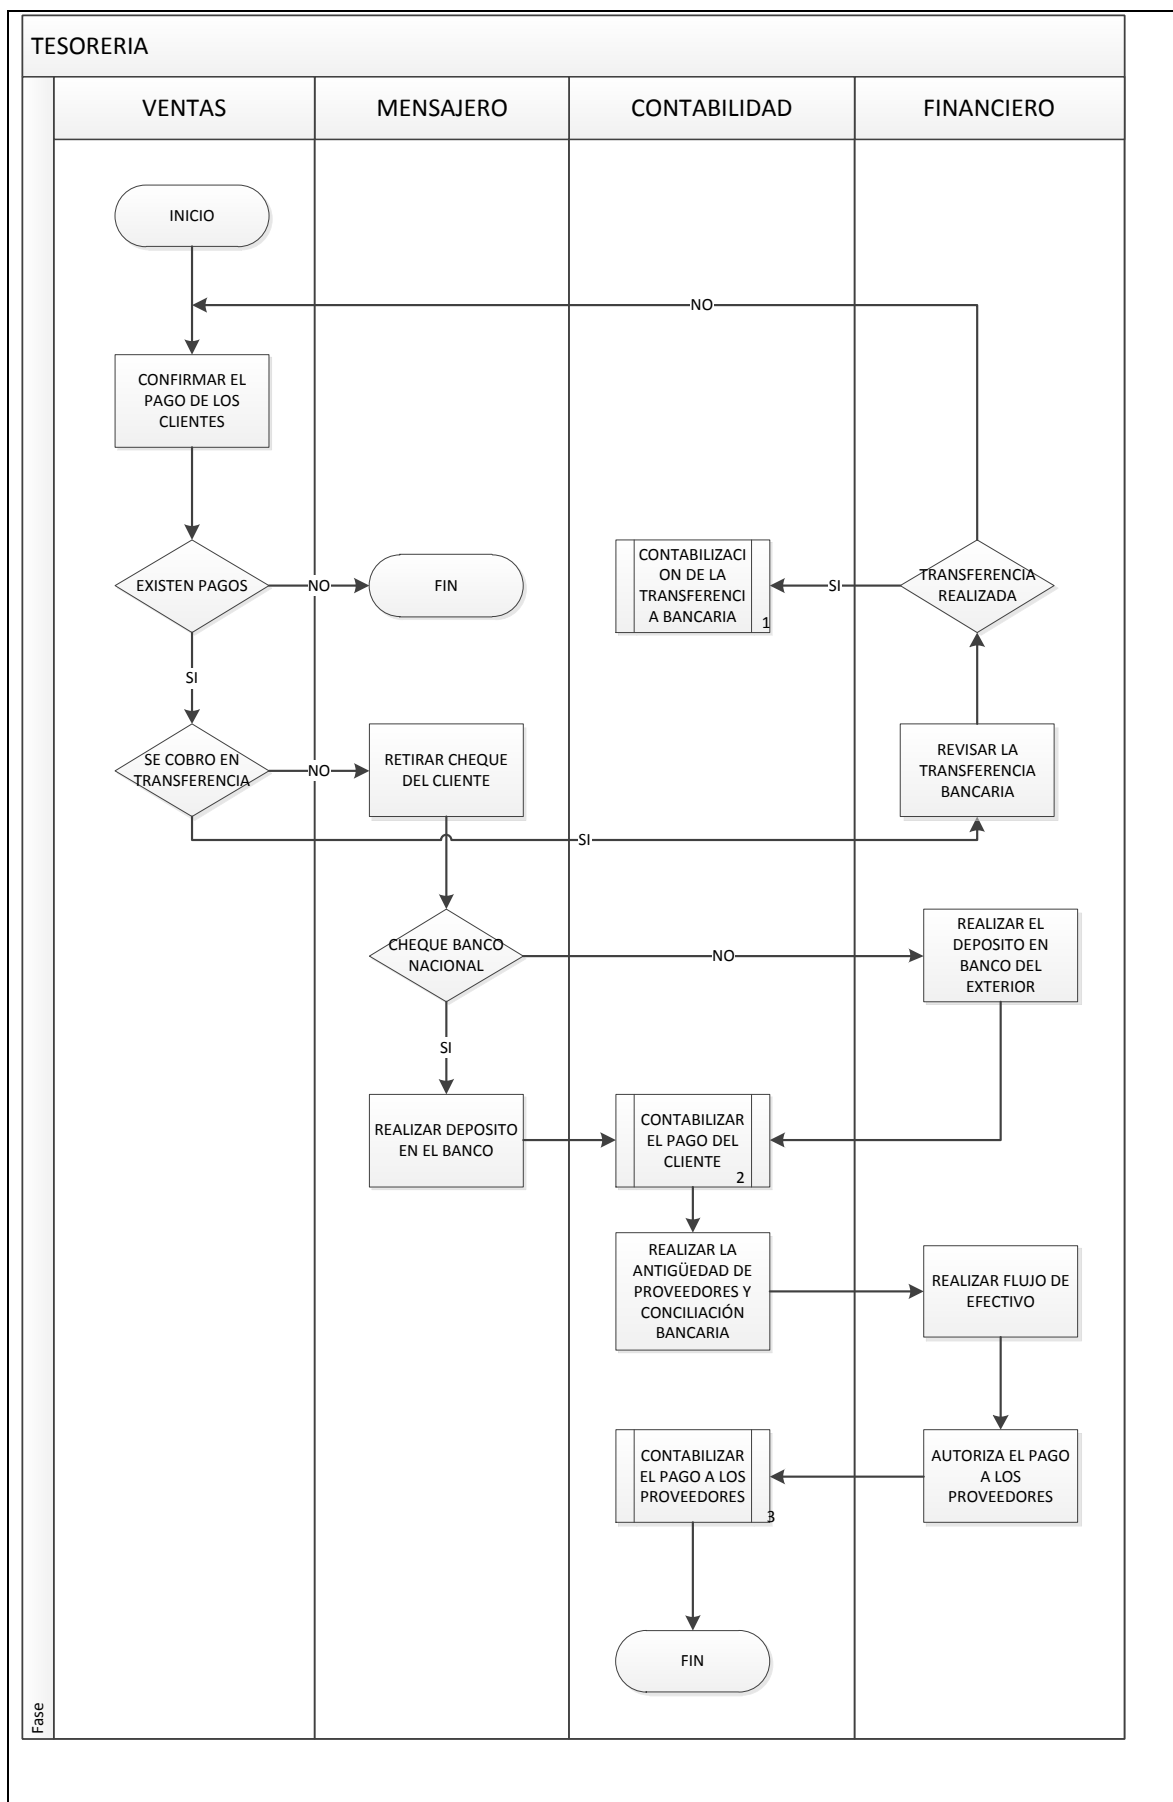 TESORERIA
VENTAS
MENSAJERO
CONTABILIDAD
FINANCIERO
INICIO
NO
CONFIRMAR EL
PAGO DE LOS
CLIENTES
EXISTEN PAGOS
NO
FIN
CONTABILIZACI
ON DE LA
TRANSFERENCI
A BANCARIA
1
SI
TRANSFERENCIA
REALIZADA
SI
SE COBRO EN
TRANSFERENCIA
NO
RETIRAR CHEQUE
DEL CLIENTE
REVISAR LA
TRANSFERENCIA
BANCARIA
SI
CHEQUE BANCO
NACIONAL
NO
REALIZAR EL
DEPOSITO EN
BANCO DEL
EXTERIOR
SI
REALIZAR DEPOSITO
EN EL BANCO
CONTABILIZAR
EL PAGO DEL
CLIENTE
2
REALIZAR LA
ANTIGÜEDAD DE
PROVEEDORES Y
CONCILIACIÓN
BANCARIA
REALIZAR FLUJO DE
EFECTIVO
CONTABILIZAR
EL PAGO A LOS
PROVEEDORES
3
AUTORIZA EL PAGO
A LOS
PROVEEDORES
FIN
Fase